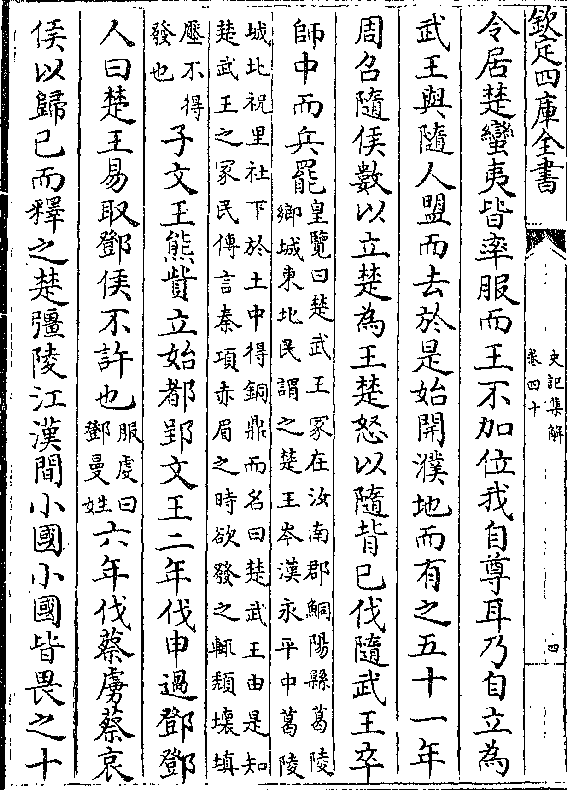 欽定四庫全書
史記集解
卷四十
四
令居楚蠻夷皆率服而王不加位我自尊耳乃自立為
武王與隨人盟而去於是始開濮地而有之五十一年
周召隨侯數以立楚為王楚怒以隨背已伐隨武王卒
師中而兵罷皇覽曰楚武王冢在汝南郡鮦陽縣葛陵
鄉城東北民謂之楚王岑漢永平中葛陵
城北祝里社下於土中得銅鼎而名曰楚武王由是知
楚武王之冢民傳言秦項赤眉之時欲發之輒頹壞填
壓不得
發也子文王熊貲立始都郢文王二年伐申過鄧鄧
人曰楚王易取鄧侯不許也服虔曰
鄧曼姓六年伐蔡虜蔡哀
侯以歸已而釋之楚彊陵江漢間小國小國皆畏之十